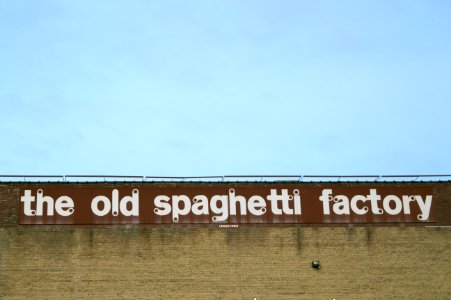 the old spaghetti factory